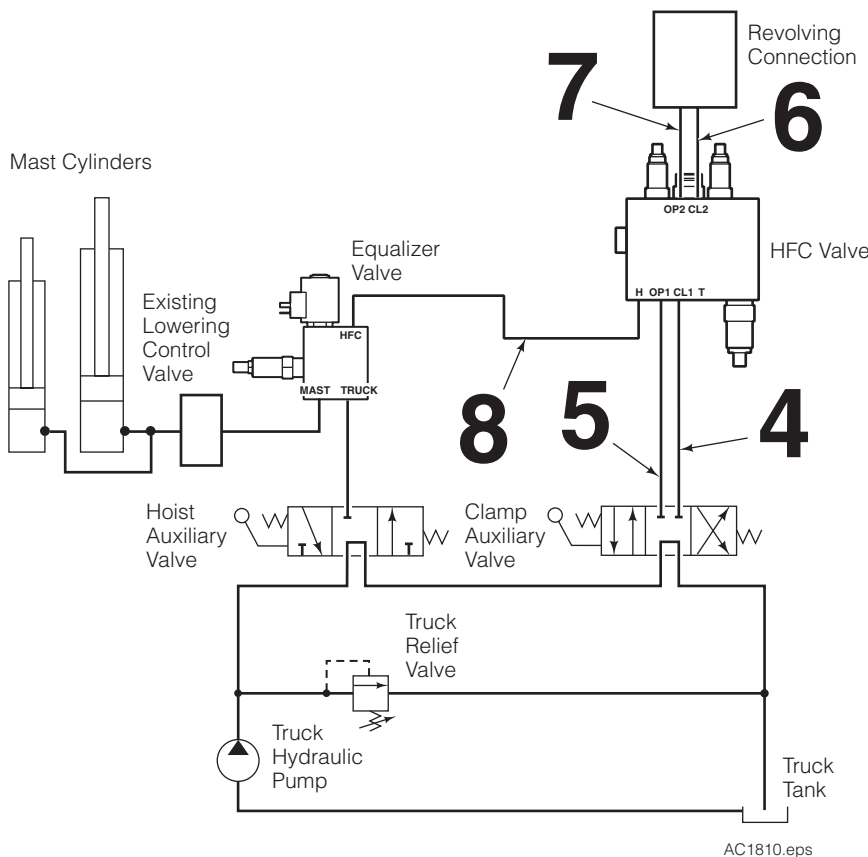 Revolving
Connection
7
6
Mast Cylinders
OP2 CL2
Equalizer
Valve
HFC Valve
Existing
Lowering
Control
Valve
H OP1 CL1 T
HFC
MAST TRUCK
8
5
4
Hoist
Auxiliary
Valve
Clamp
Auxiliary
Valve
Truck
Relief
Valve
Truck
Hydraulic
Pump
Truck
Tank
AC1810.eps